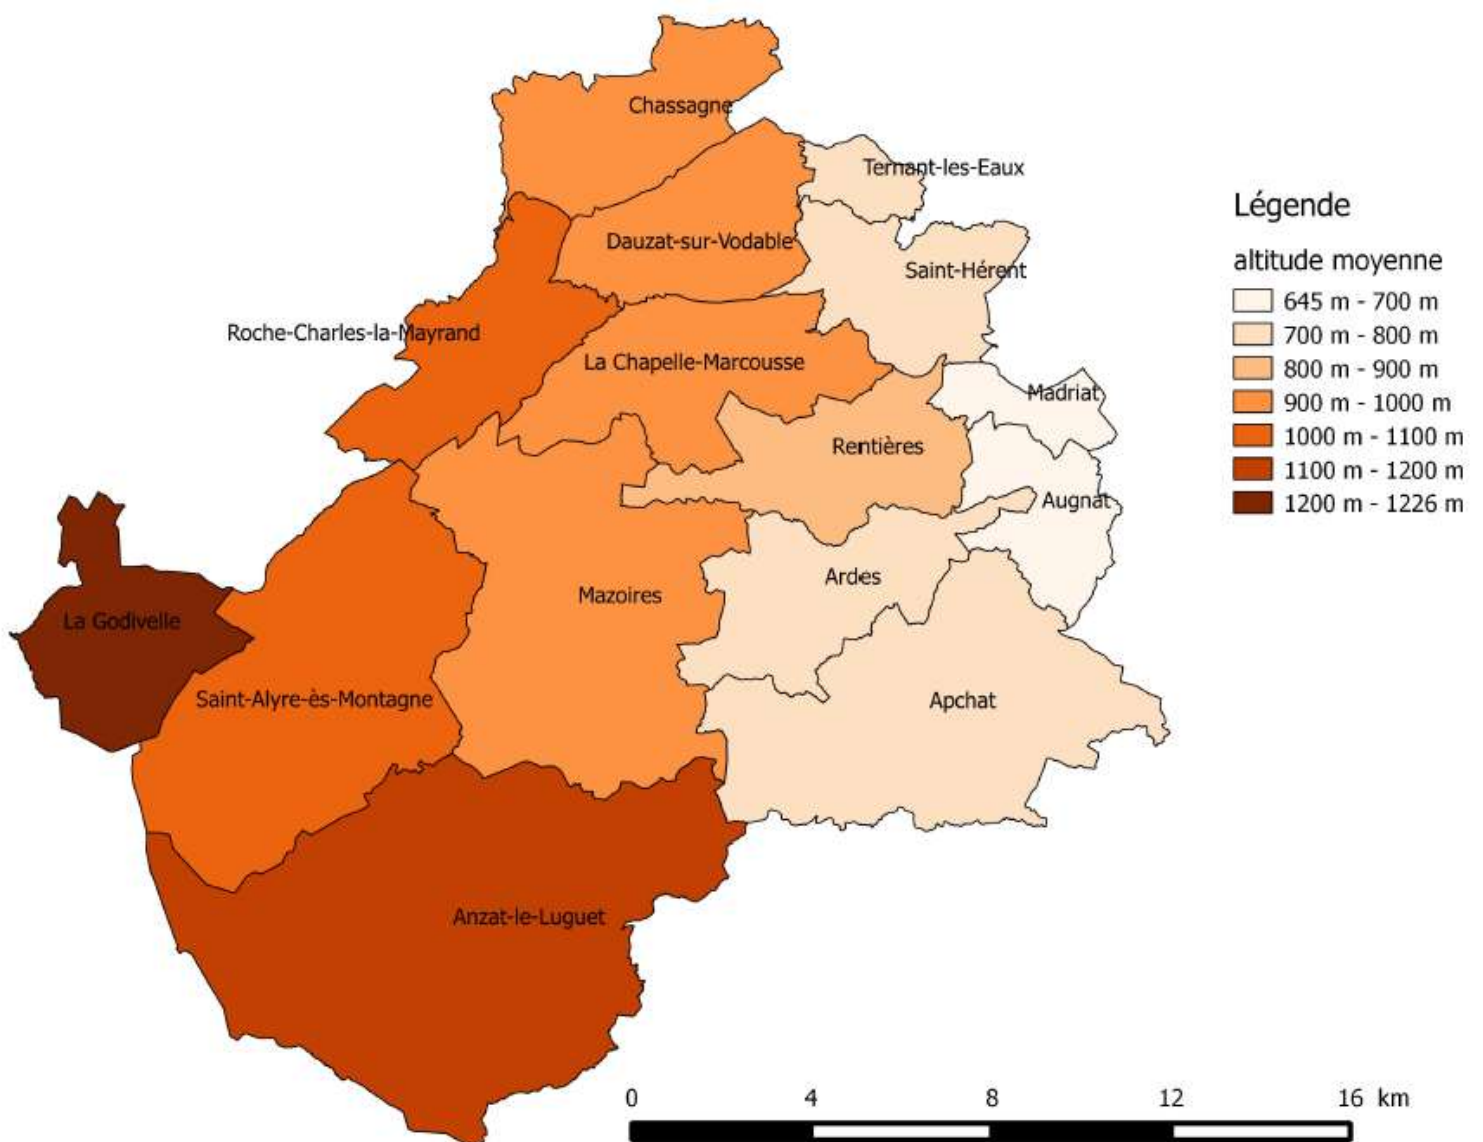 Chassagne
Ternant-les-Eaux
Dauzat-sur-Vodable
Saint-Hérent
Roche-Charles-la-Mayrand
La Chapelle-Marcousse
Madriat
Rentières
Augnat
Ardes
Mazoires
La Godivelle
Saint-Alyre-ès-Montagne
Apchat
Anzat-le-Luguet
Légende
altitude moyenne
645 m - 700 m
700 m - 800 m
800 m - 900 m
900 m - 1000 m
1000 m - 1100 m
1100 m - 1200 m
1200 m - 1226 m
0 4 8 12 16 km